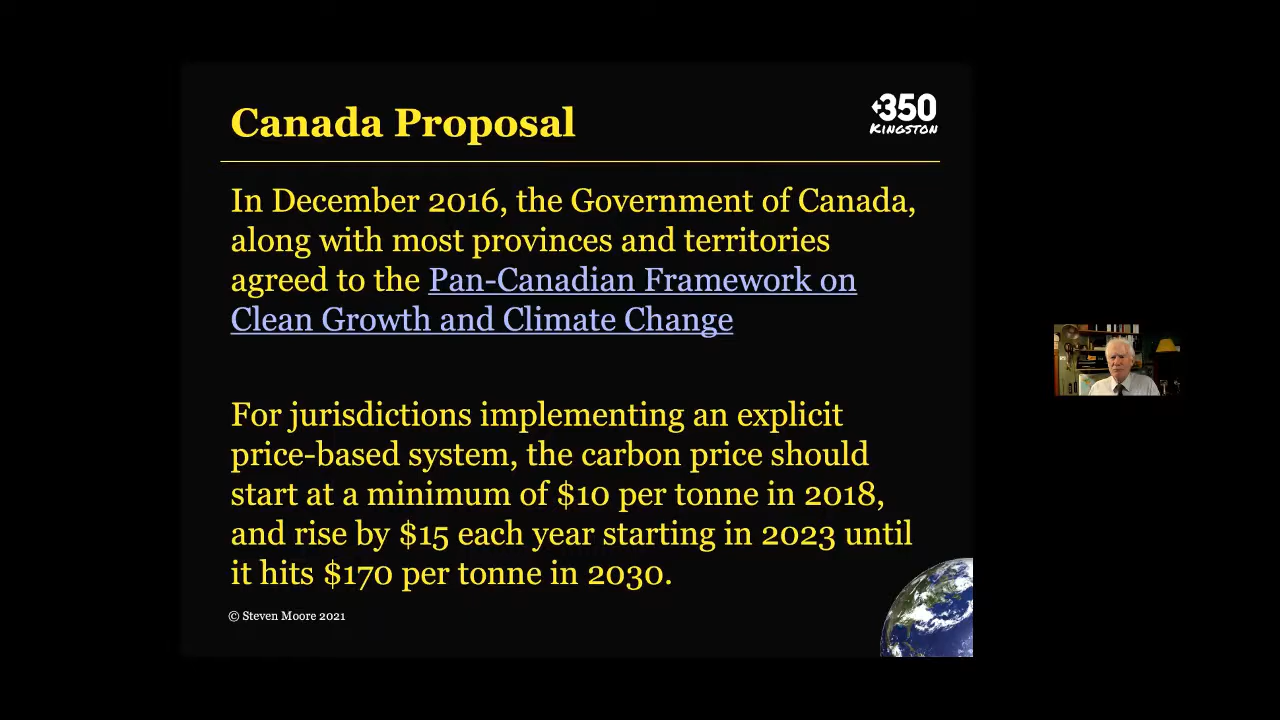 Canada Proposal
350
KINGSTON
In December 2016, the Government of Canada,
along with most provinces and territories
agreed to the Pan-Canadian Framework on
Clean Growth and Climate Change
For jurisdictions implementing an explicit
price-based system, the carbon price should
start at a minimum of $10 per tonne in 2018,
and rise by $15 each year starting in 2023 until
it hits $170 per tonne in 2030.
© Steven Moore 2021